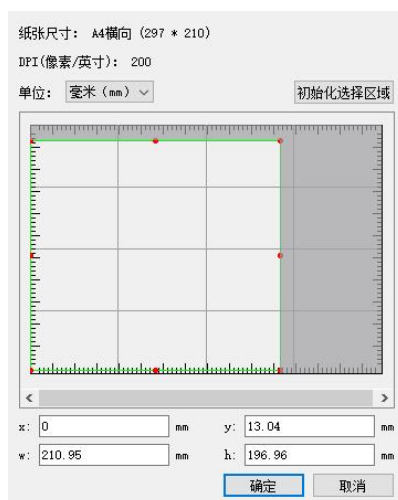 纸张尺寸: A4横向 (297 * 210)
DPI(像素/英寸): 200
单位: 毫米 (mm) 初始化选择区域
x: 0 mm y: 13.04 mm
w: 210.95 mm h: 196.96 mm
确定 取消